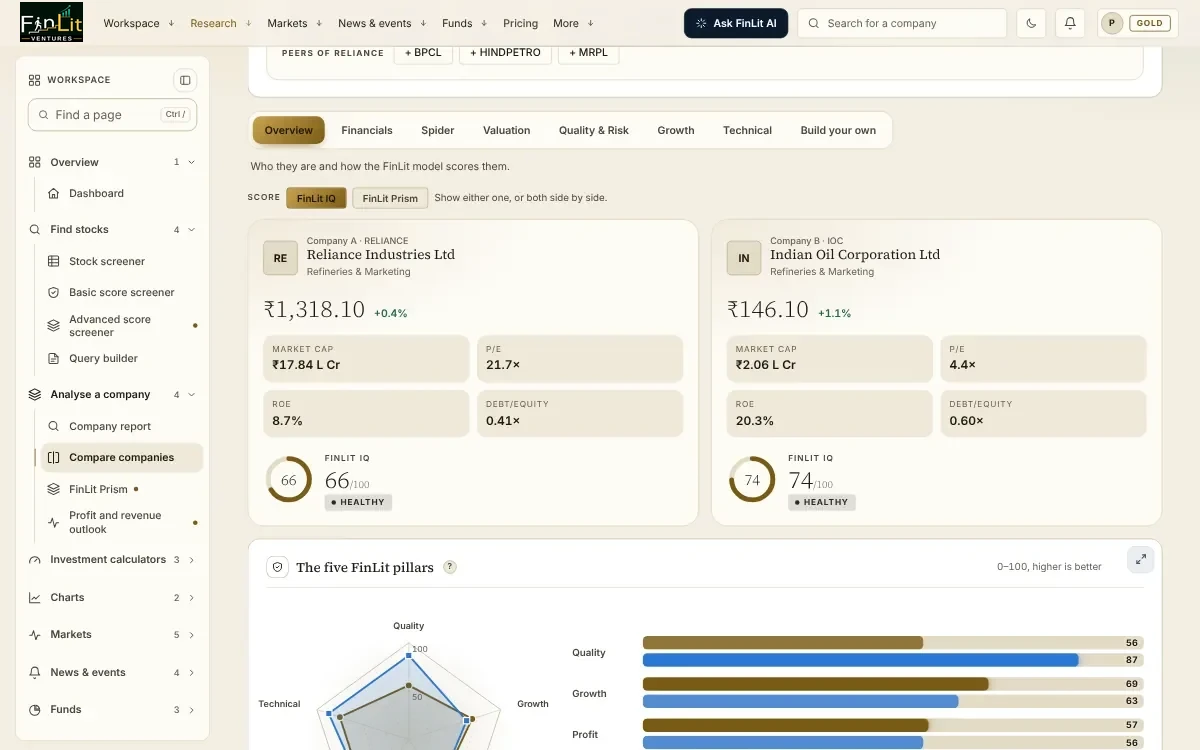 FinLit
VENTURES
Workspace
Research
Markets
News & events
Funds
Pricing
More
Ask FinLit AI
Search for a company
P
GOLD
WORKSPACE
Find a page
Ctrl /
Overview 1
Dashboard
Find stocks 4
Stock screener
Basic score screener
Advanced score
screener
Query builder
Analyse a company 4
Company report
Compare companies
FinLit Prism
Profit and revenue
outlook
Investment calculators 3
Charts 2
Markets 5
News & events 4
Funds 3
PEERS OF RELIANCE
+ BPCL
+ HINDPETRO
+ MRPL
Overview
Financials
Spider
Valuation
Quality & Risk
Growth
Technical
Build your own
Who they are and how the FinLit model scores them.
SCORE
FinLit IQ
FinLit Prism
Show either one, or both side by side.
RE
Company A · RELIANCE
Reliance Industries Ltd
Refineries & Marketing
₹1,318.10 +0.4%
MARKET CAP
₹17.84 L Cr
P/E
21.7×
ROE
8.7%
DEBT/EQUITY
0.41×
66
FINLIT IQ
66/100
HEALTHY
IN
Company B · IOC
Indian Oil Corporation Ltd
Refineries & Marketing
₹146.10 +1.1%
MARKET CAP
₹2.06 L Cr
P/E
4.4×
ROE
20.3%
DEBT/EQUITY
0.60×
74
FINLIT IQ
74/100
HEALTHY
The five FinLit pillars ?
0–100, higher is better
Quality
100
50
Technical
Growth
Quality
56
87
Growth
69
63
Profit
57
56